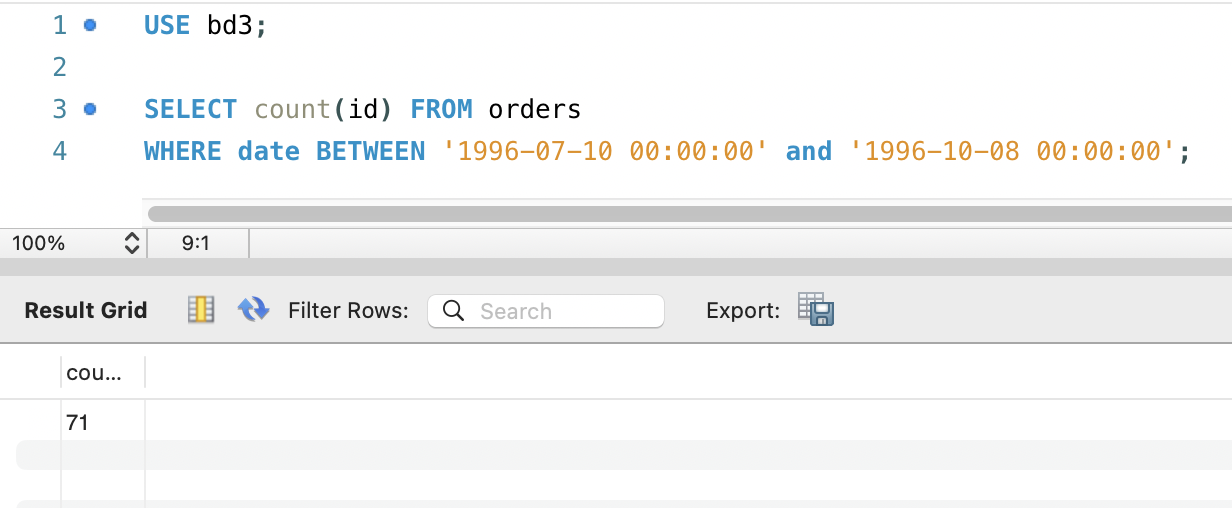 1 USE bd3;
2
3 SELECT count(id) FROM orders
4 WHERE date BETWEEN '1996-07-10 00:00:00' and '1996-10-08 00:00:00';
100% 9:1
Result Grid Filter Rows: Search Export:
cou...
71